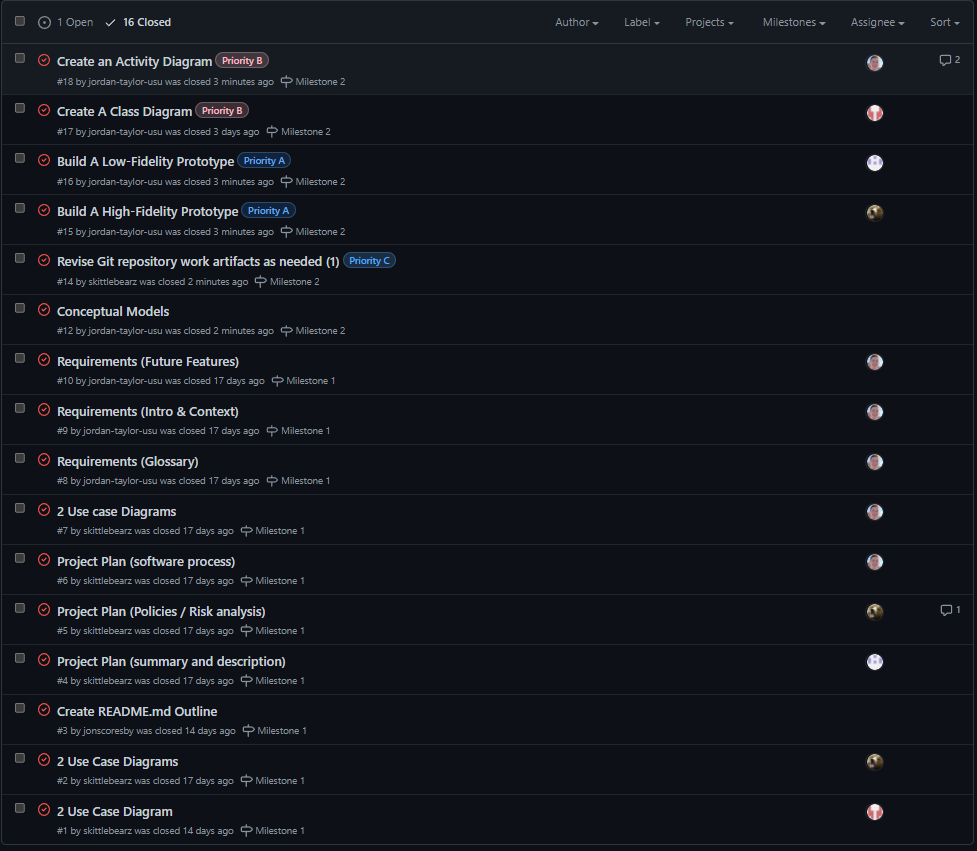 1 Open 16 Closed Author Label Projects Milestones Assignee Sort
Create an Activity Diagram Priority B 2
#18 by jordan-taylor-usu was closed 3 minutes ago Milestone 2
Create A Class Diagram Priority B
#17 by jordan-taylor-usu was closed 3 days ago Milestone 2
Build A Low-Fidelity Prototype Priority A
#16 by jordan-taylor-usu was closed 3 minutes ago Milestone 2
Build A High-Fidelity Prototype Priority A
#15 by jordan-taylor-usu was closed 3 minutes ago Milestone 2
Revise Git repository work artifacts as needed (1) Priority C
#14 by skittlebearz was closed 2 minutes ago Milestone 2
Conceptual Models
#12 by jordan-taylor-usu was closed 2 minutes ago Milestone 2
Requirements (Future Features)
#10 by jordan-taylor-usu was closed 17 days ago Milestone 1
Requirements (Intro & Context)
#9 by jordan-taylor-usu was closed 17 days ago Milestone 1
Requirements (Glossary)
#8 by jordan-taylor-usu was closed 17 days ago Milestone 1
2 Use case Diagrams
#7 by skittlebearz was closed 17 days ago Milestone 1
Project Plan (software process)
#6 by skittlebearz was closed 17 days ago Milestone 1
Project Plan (Policies / Risk analysis) 1
#5 by skittlebearz was closed 17 days ago Milestone 1
Project Plan (summary and description)
#4 by skittlebearz was closed 17 days ago Milestone 1
Create README.md Outline
#3 by jonscoresby was closed 14 days ago Milestone 1
2 Use Case Diagrams
#2 by skittlebearz was closed 17 days ago Milestone 1
2 Use Case Diagram
#1 by skittlebearz was closed 14 days ago Milestone 1